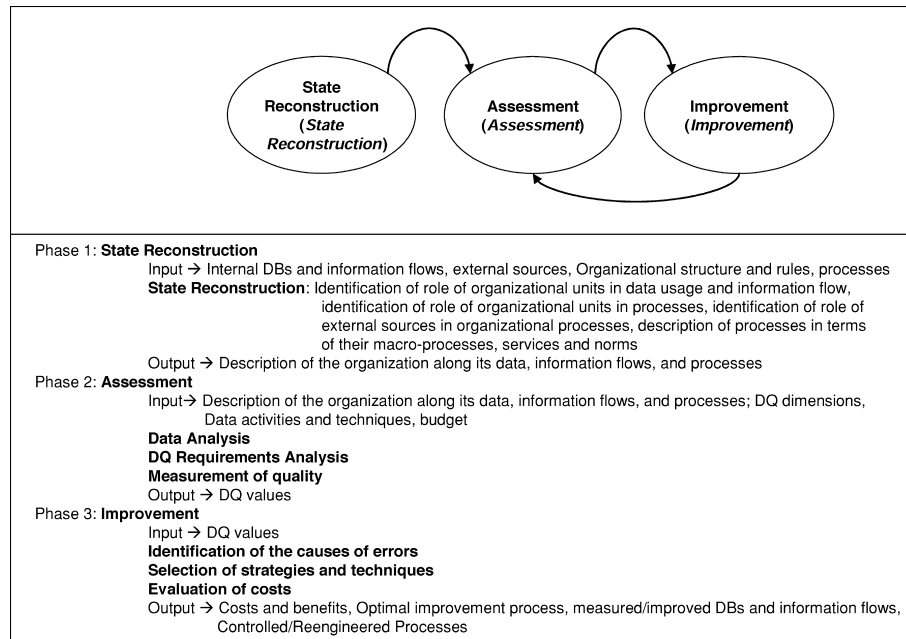 State
Reconstruction
(State
Reconstruction)
Assessment
(Assessment)
Improvement
(Improvement)
Phase 1: State Reconstruction
Input → Internal DBs and information flows, external sources, Organizational structure and rules, processes
State Reconstruction: Identification of role of organizational units in data usage and information flow,
identification of role of organizational units in processes, identification of role of
external sources in organizational processes, description of processes in terms
of their macro-processes, services and norms
Output → Description of the organization along its data, information flows, and processes
Phase 2: Assessment
Input→ Description of the organization along its data, information flows, and processes; DQ dimensions,
Data activities and techniques, budget
Data Analysis
DQ Requirements Analysis
Measurement of quality
Output → DQ values
Phase 3: Improvement
Input → DQ values
Identification of the causes of errors
Selection of strategies and techniques
Evaluation of costs
Output → Costs and benefits, Optimal improvement process, measured/improved DBs and information flows,
Controlled/Reengineered Processes